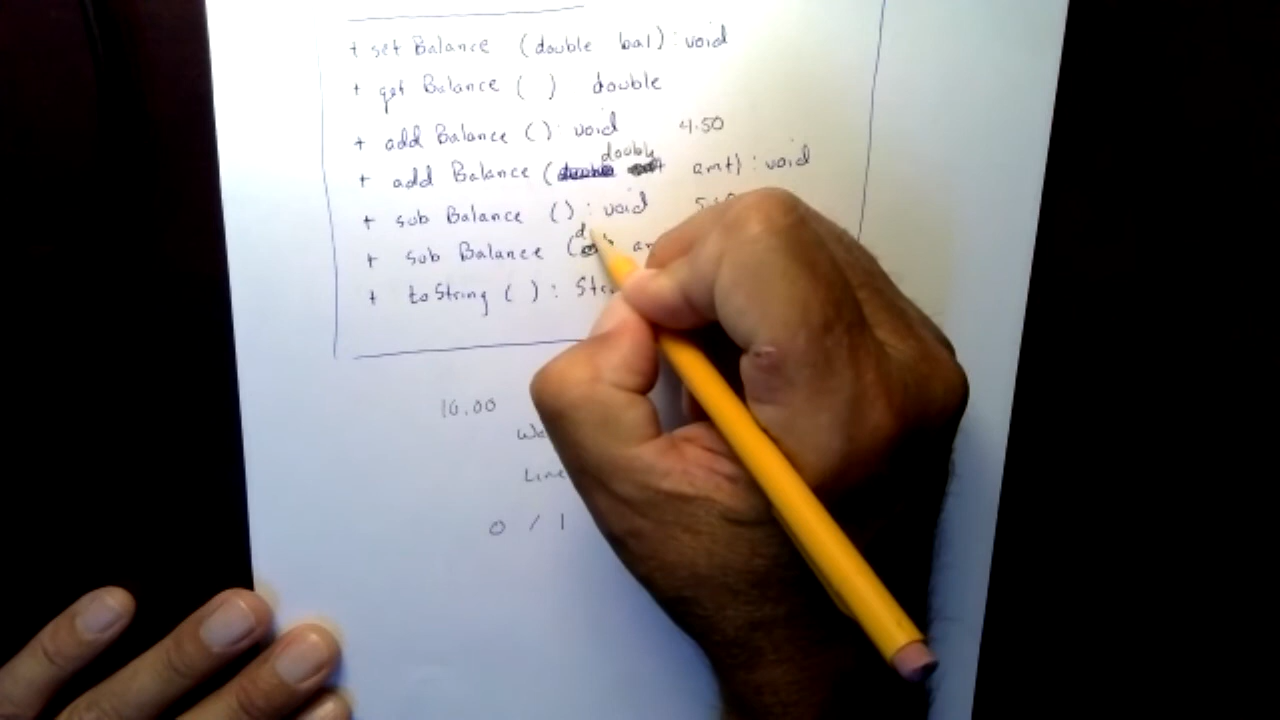 + set Balance (double bal) : void
+ get Balance ( ) double
+ add Balance () : void 4.50
+ add Balance (double amt) : void
+ sub Balance () : void
+ sub Balance (
+ toString ( ) :
10.00
0 / 1